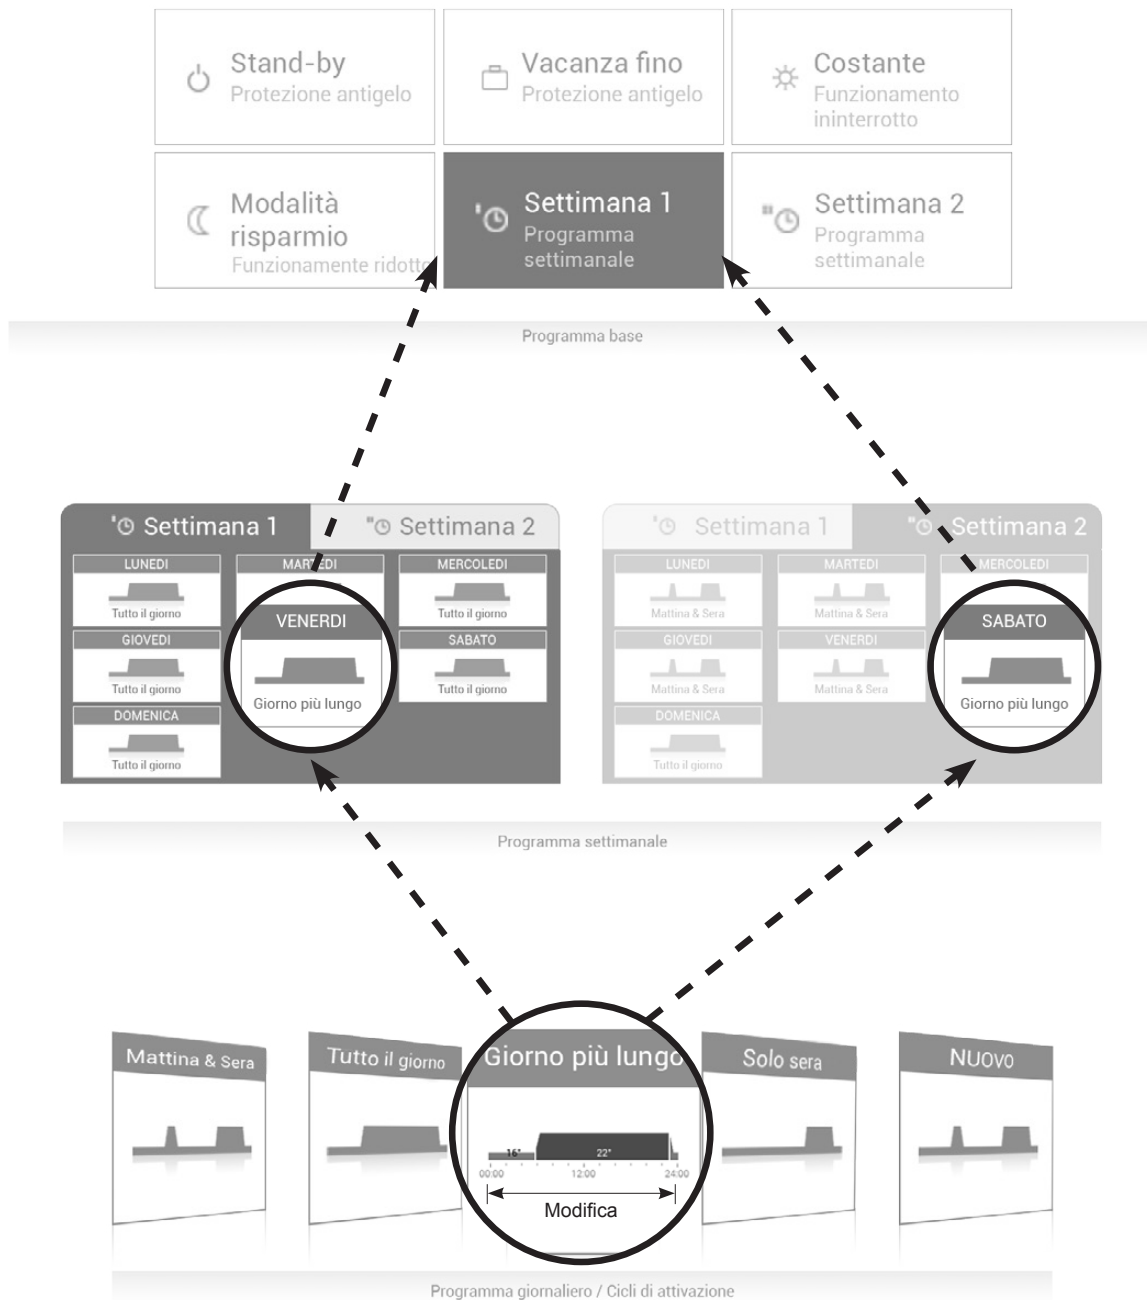 Stand-by
Protezione antigelo
Vacanza fino
Protezione antigelo
Costante
Funzionamento
ininterrotto
Modalità
risparmio
Funzionamente ridotto
Settimana 1
Programma
settimanale
Settimana 2
Programma
settimanale
Programma base
Settimana 1
Settimana 2
LUNEDI
Tutto il giorno
MARTEDI
MERCOLEDI
Tutto il giorno
GIOVEDI
Tutto il giorno
VENERDI
Giorno più lungo
SABATO
Tutto il giorno
DOMENICA
Tutto il giorno
Settimana 1
Settimana 2
LUNEDI
Mattina & Sera
MARTEDI
Mattina & Sera
MERCOLEDI
GIOVEDI
Mattina & Sera
VENERDI
Mattina & Sera
SABATO
Giorno più lungo
DOMENICA
Tutto il giorno
Programma settimanale
Mattina & Sera
Tutto il giorno
Giorno più lungo
16°
22°
00:00 12:00 24:00
Modifica
Solo sera
NUOVO
Programma giornaliero / Cicli di attivazione